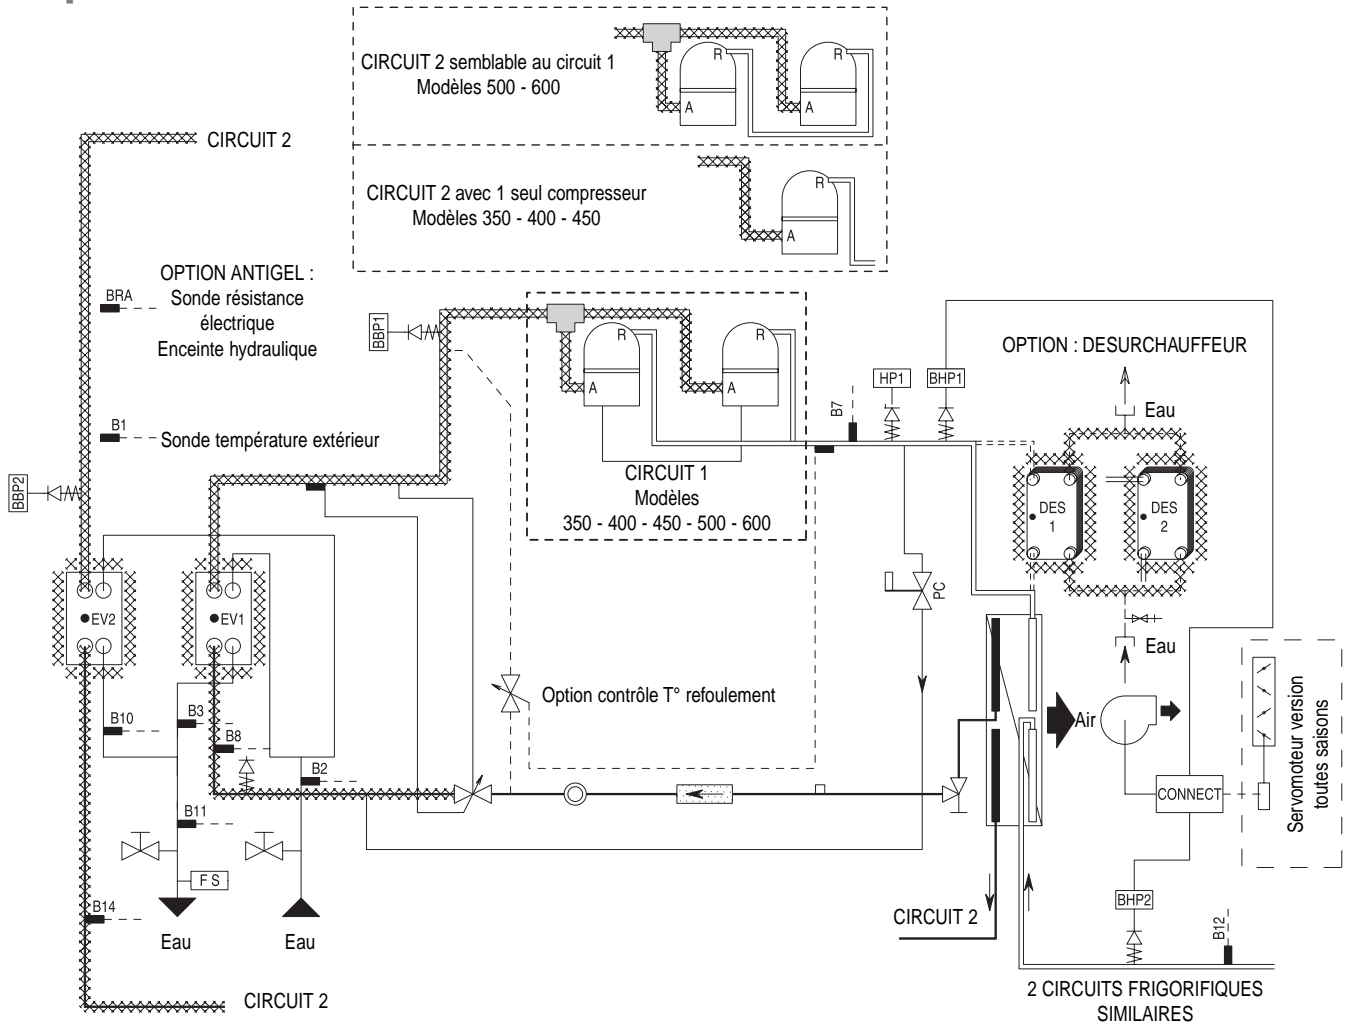 CIRCUIT 2 semblable au circuit 1
Modèles 500 - 600
R
R
A
A
CIRCUIT 2
CIRCUIT 2 avec 1 seul compresseur
Modèles 350 - 400 - 450
R
A
OPTION ANTIGEL :
Sonde résistance
électrique
Enceinte hydraulique
BRA
BBP1
R
R
A
A
OPTION : DESURCHAUFFEUR
HP1
BHP1
B7
Eau
B1
Sonde température extérieur
CIRCUIT 1
Modèles
350 - 400 - 450 - 500 - 600
BBP2
DES
1
DES
2
PC
EV2
EV1
Eau
Option contrôle T° refoulement
B10
B3
B8
B2
Air
Servomoteur version
toutes saisons
CONNECT
B11
F S
B14
Eau
Eau
CIRCUIT 2
BHP2
B12
CIRCUIT 2
2 CIRCUITS FRIGORIFIQUES
SIMILAIRES